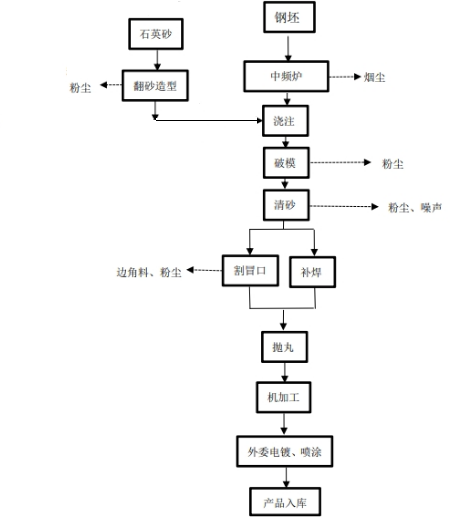 钢坯
石英砂
中频炉
烟尘
粉尘
翻砂造型
浇注
破模
粉尘
清砂
粉尘、噪声
边角料、粉尘
割冒口
补焊
抛丸
机加工
外委电镀、喷涂
产品入库